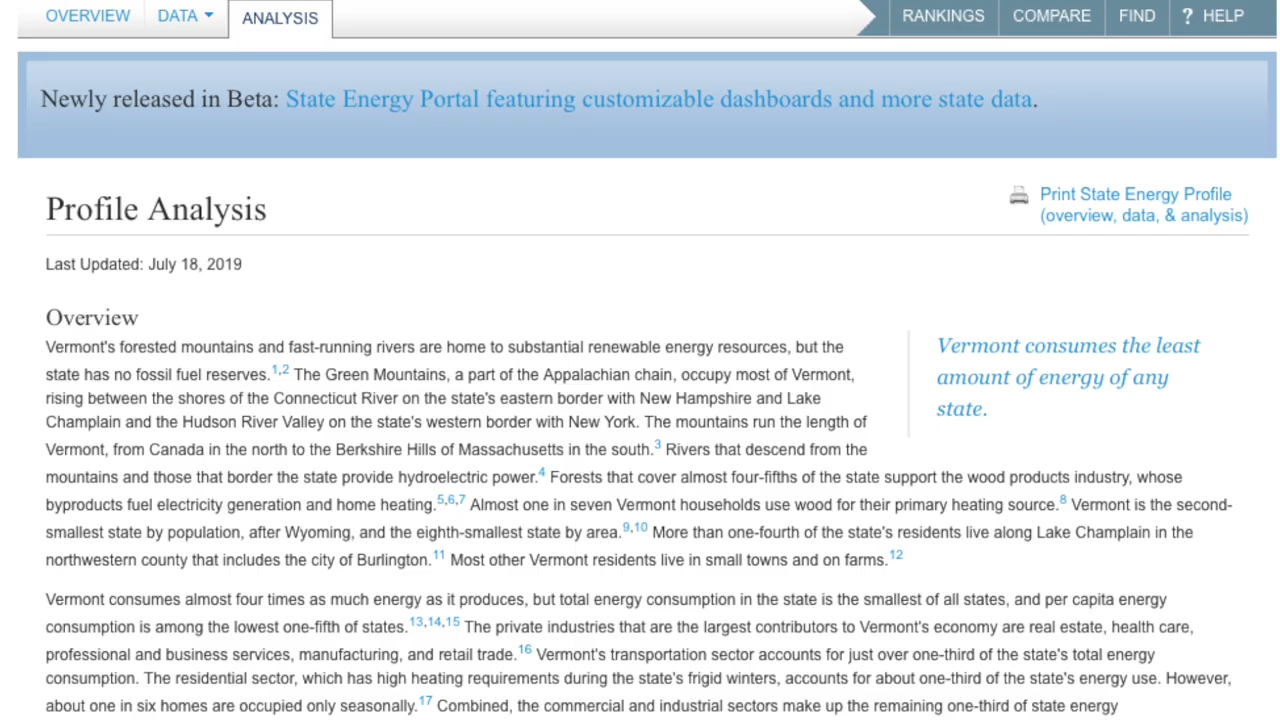 OVERVIEW DATA ANALYSIS RANKINGS COMPARE FIND ? HELP
Newly released in Beta: State Energy Portal featuring customizable dashboards and more state data.
Profile Analysis
Print State Energy Profile
(overview, data, & analysis)
Last Updated: July 18, 2019
Overview
Vermont's forested mountains and fast-running rivers are home to substantial renewable energy resources, but the
state has no fossil fuel reserves.1,2 The Green Mountains, a part of the Appalachian chain, occupy most of Vermont,
rising between the shores of the Connecticut River on the state's eastern border with New Hampshire and Lake
Champlain and the Hudson River Valley on the state's western border with New York. The mountains run the length of
Vermont, from Canada in the north to the Berkshire Hills of Massachusetts in the south.3 Rivers that descend from the
Vermont consumes the least
amount of energy of any
state.
mountains and those that border the state provide hydroelectric power.4 Forests that cover almost four-fifths of the state support the wood products industry, whose
byproducts fuel electricity generation and home heating.5,6,7 Almost one in seven Vermont households use wood for their primary heating source.8 Vermont is the second-
smallest state by population, after Wyoming, and the eighth-smallest state by area.9,10 More than one-fourth of the state's residents live along Lake Champlain in the
northwestern county that includes the city of Burlington.11 Most other Vermont residents live in small towns and on farms.12
Vermont consumes almost four times as much energy as it produces, but total energy consumption in the state is the smallest of all states, and per capita energy
consumption is among the lowest one-fifth of states.13,14,15 The private industries that are the largest contributors to Vermont's economy are real estate, health care,
professional and business services, manufacturing, and retail trade.16 Vermont's transportation sector accounts for just over one-third of the state's total energy
consumption. The residential sector, which has high heating requirements during the state's frigid winters, accounts for about one-third of the state's energy use. However,
about one in six homes are occupied only seasonally.17 Combined, the commercial and industrial sectors make up the remaining one-third of state energy